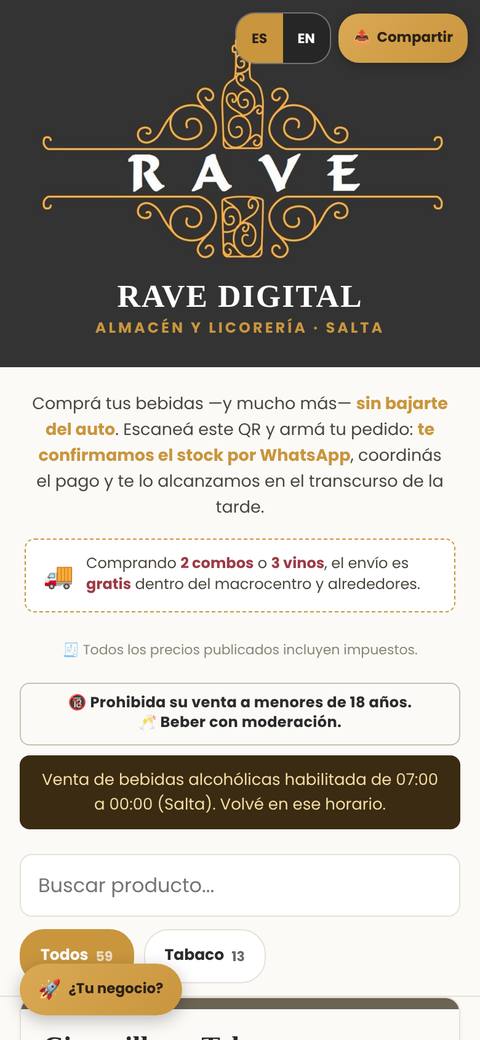 ES EN 📤 Compartir
RAVE
RAVE DIGITAL
ALMACÉN Y LICORERÍA · SALTA
Comprá tus bebidas —y mucho más— sin bajarte
del auto. Escaneá este QR y armá tu pedido: te
confirmamos el stock por WhatsApp, coordinás
el pago y te lo alcanzamos en el transcurso de la
tarde.
🚚 Comprando 2 combos o 3 vinos, el envío es
gratis dentro del macrocentro y alrededores.
🧾 Todos los precios publicados incluyen impuestos.
🔞 Prohibida su venta a menores de 18 años.
🥂 Beber con moderación.
Venta de bebidas alcohólicas habilitada de 07:00
a 00:00 (Salta). Volvé en ese horario.
Buscar producto...
Todos 59 Tabaco 13
🚀 ¿Tu negocio?